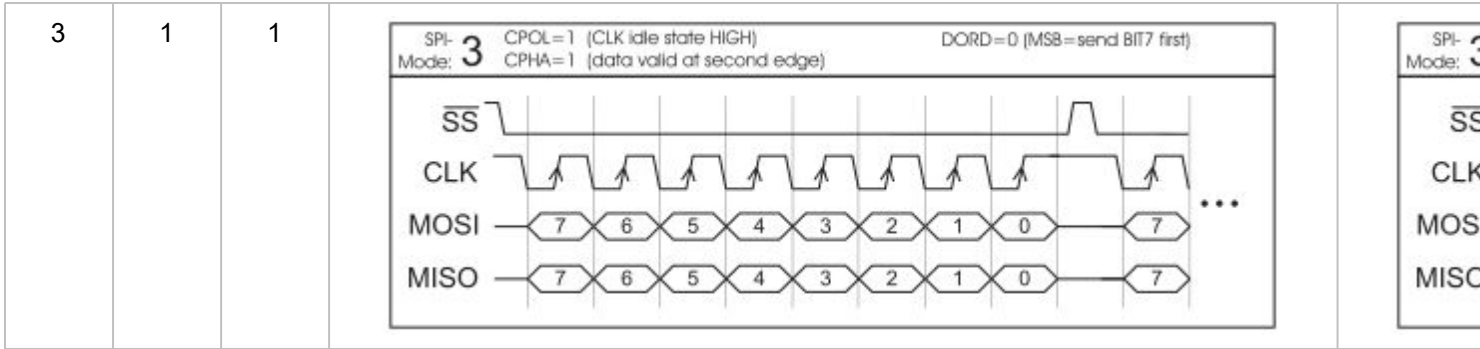 3 1 1
SPI-Mode: 3 CPOL=1 (CLK idle state HIGH) DORD=0 (MSB=send BIT7 first)
CPHA=1 (data valid at second edge)
SS
CLK
MOSI 7 6 5 4 3 2 1 0 7
MISO 7 6 5 4 3 2 1 0 7
...
SPI-
Mode:
SS
CLK
MOS
MISO